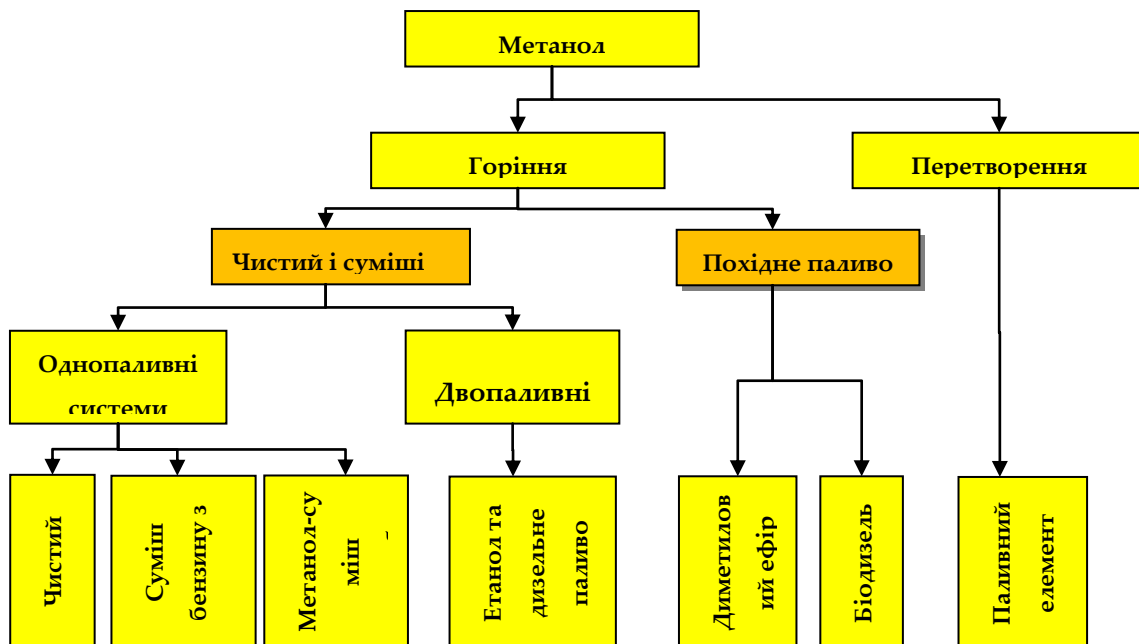 Метанол
Горіння
Перетворення
Чистий і суміші
Похідне паливо
Однопаливні
системи
Двопаливні
Чистий
Суміш
бензину з
Метанол-су
міш
Етанол та
дизельне
паливо
Диметилов
ий ефір
Біодизель
Паливний
елемент